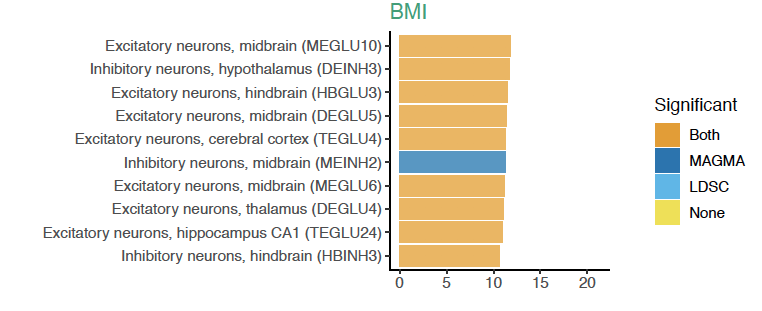 BMI
Excitatory neurons, midbrain (MEGLU10)
Inhibitory neurons, hypothalamus (DEINH3)
Excitatory neurons, hindbrain (HBGLU3)
Excitatory neurons, midbrain (DEGLU5)
Excitatory neurons, cerebral cortex (TEGLU4)
Inhibitory neurons, midbrain (MEINH2)
Excitatory neurons, midbrain (MEGLU6)
Excitatory neurons, thalamus (DEGLU4)
Excitatory neurons, hippocampus CA1 (TEGLU24)
Inhibitory neurons, hindbrain (HBINH3)
0 5 10 15 20
Significant
Both
MAGMA
LDSC
None